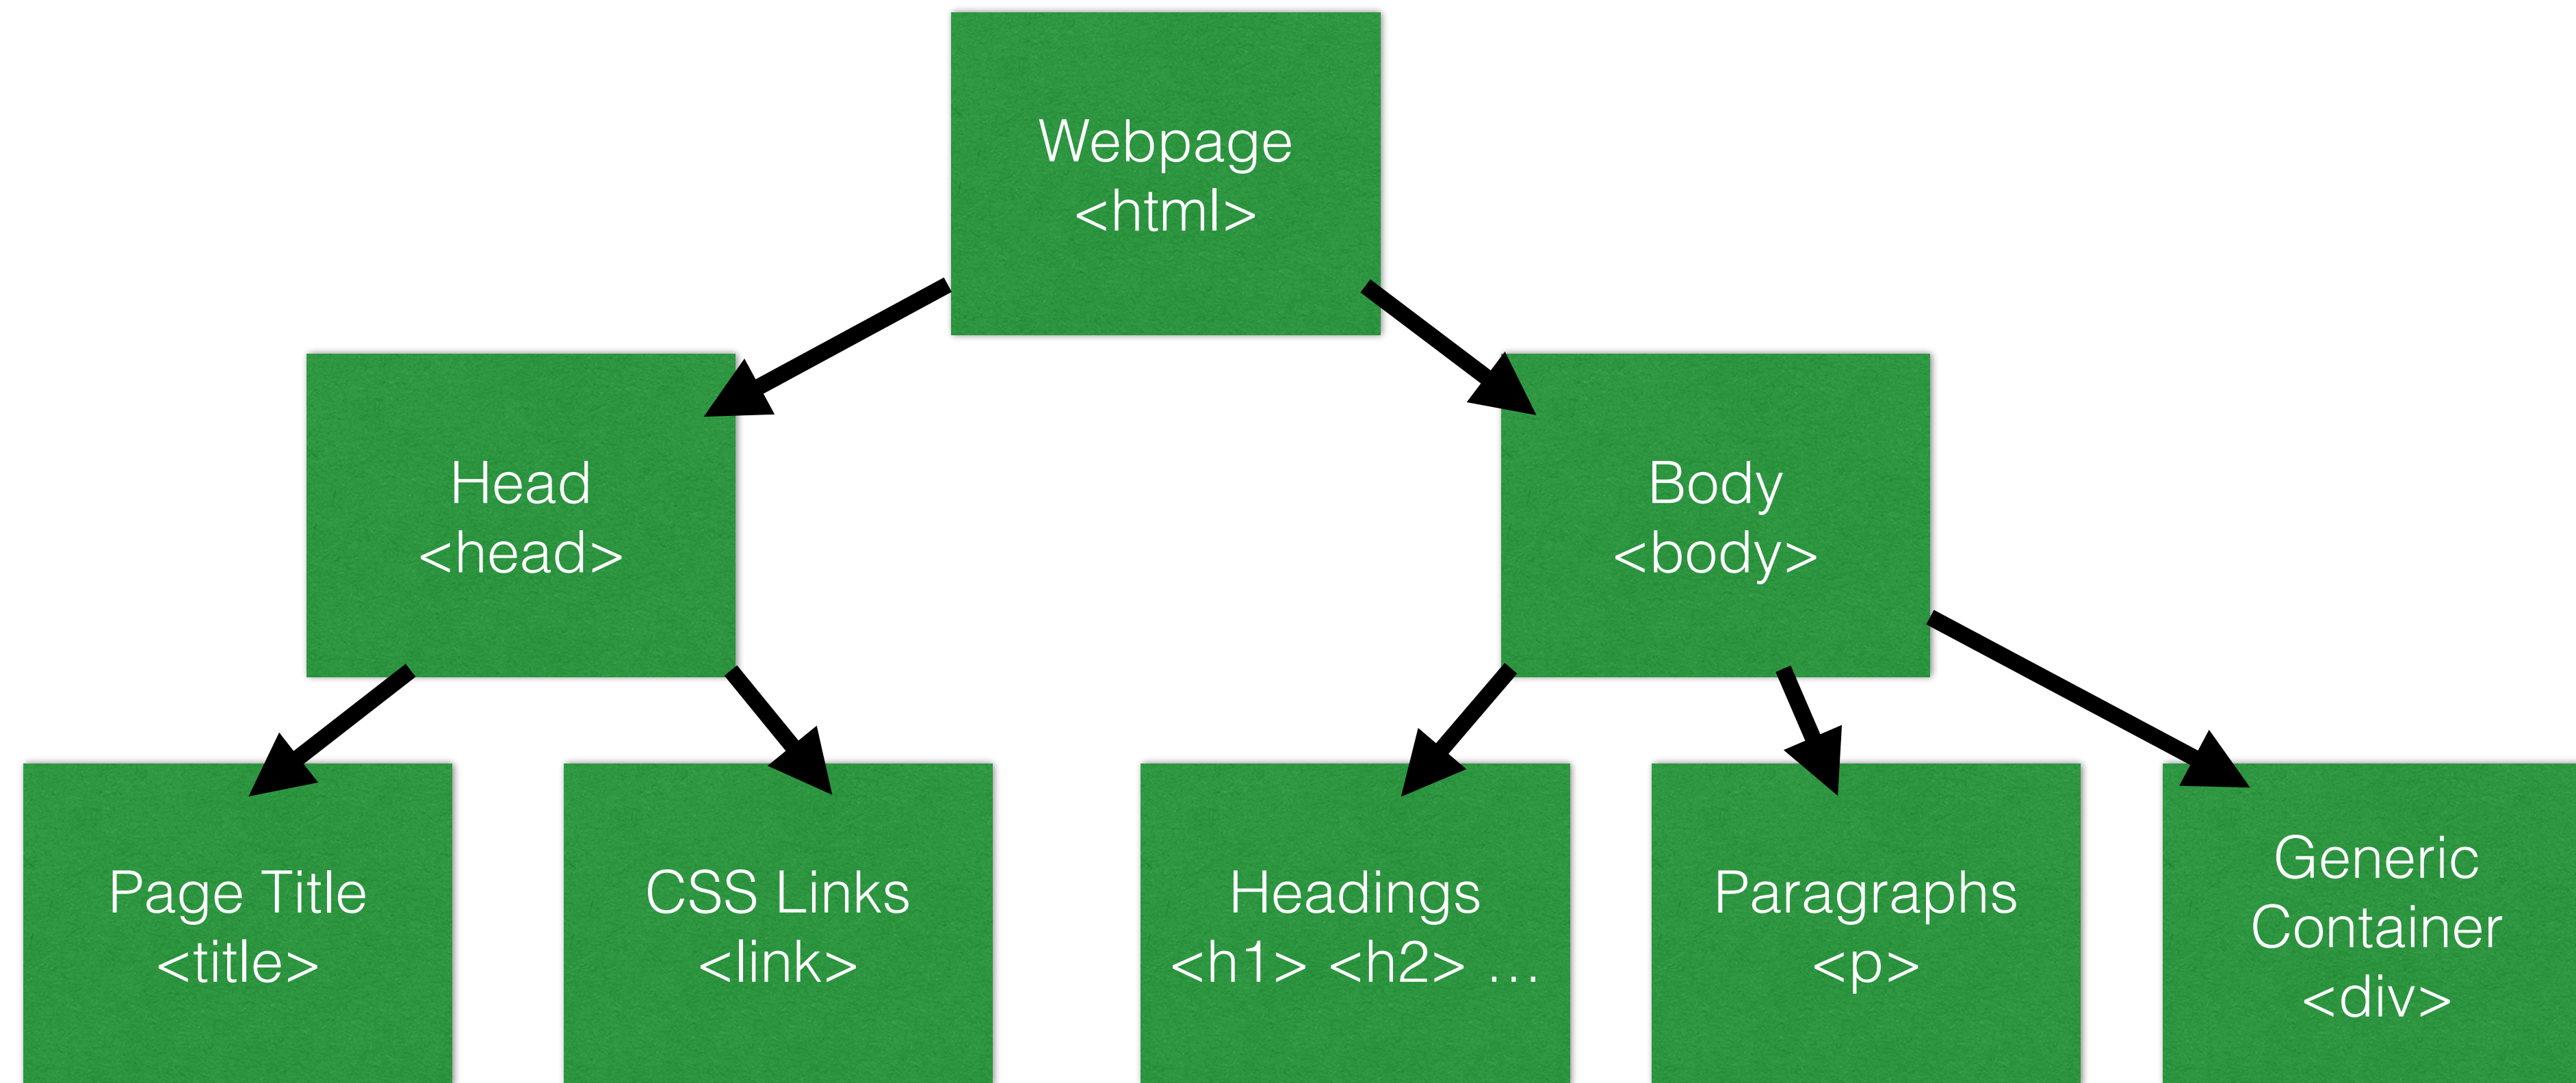 Webpage
<html>
Head
<head>
Body
<body>
Page Title
<title>
CSS Links
<link>
Headings
<h1> <h2> …
Paragraphs
<p>
Generic
Container
<div>